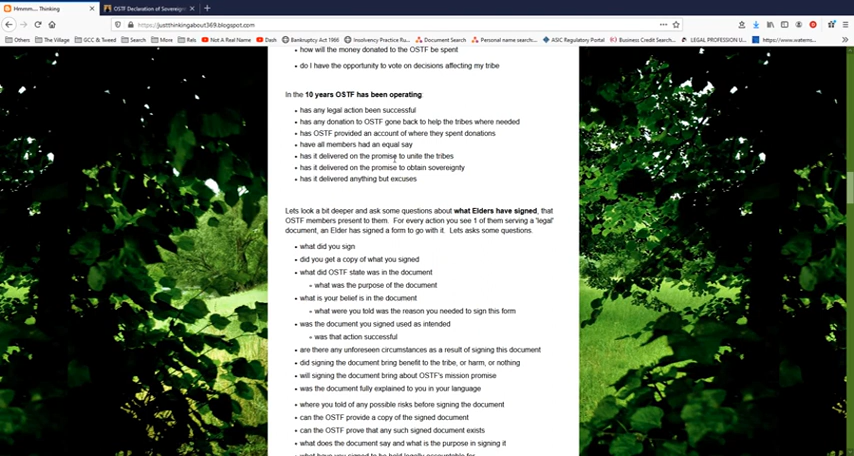 Hmmm.... Thinking
OSTF Declaration of Sovereign
https://justthinkingabout369.blogspot.com
Others
The Village
GCC & Tweed
Search
More
Rals
Not A Real Name
Dash
Bankruptcy Act 1966
Insolvency Practice Ru...
Document Search
Personal name search...
ASIC Regulatory Portal
Business Credit Search...
LEGAL PROFESSION U...
• how will the money donated to the OSTF be spent
• do I have the opportunity to vote on decisions affecting my tribe
In the 10 years OSTF has been operating:
• has any legal action been successful
• has any donation to OSTF gone back to help the tribes where needed
• has OSTF provided an account of where they spent donations
• have all members had an equal say
• has it delivered on the promise to unite the tribes
• has it delivered on the promise to obtain sovereignty
• has it delivered anything but excuses
Lets look a bit deeper and ask some questions about what Elders have signed, that
OSTF members present to them. For every action you see 1 of them serving a 'legal'
document, an Elder has signed a form to go with it. Lets asks some questions.
• what did you sign
• did you get a copy of what you signed
• what did OSTF state was in the document
• what was the purpose of the document
• what is your belief is in the document
• what were you told was the reason you needed to sign this form
• was the document you signed used as intended
• was that action successful
• are there any unforeseen circumstances as a result of signing this document
• did signing the document bring benefit to the tribe, or harm, or nothing
• will signing the document bring about OSTF's mission promise
• was the document fully explained to you in your language
• where you told of any possible risks before signing the document
• can the OSTF provide a copy of the signed document
• can the OSTF prove that any such signed document exists
• what does the document say and what is the purpose in signing it